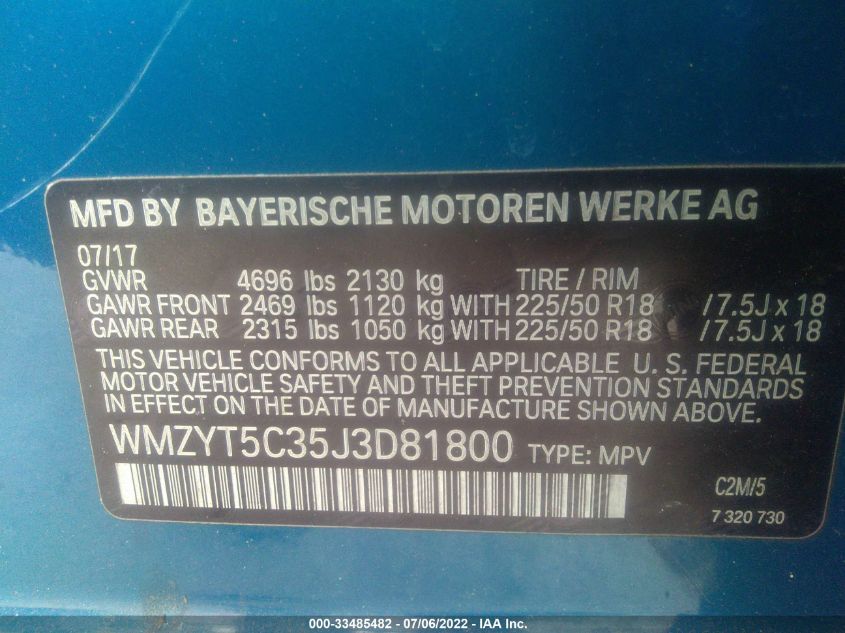 MFD BY BAYERISCHE MOTOREN WERKE AG
07/17
GVWR 4696 lbs 2130 kg TIRE / RIM
GAWR FRONT 2469 lbs 1120 kg WITH 225/50 R18 /7.5J x 18
GAWR REAR 2315 lbs 1050 kg WITH 225/50 R18 /7.5J x 18
THIS VEHICLE CONFORMS TO ALL APPLICABLE U. S. FEDERAL
MOTOR VEHICLE SAFETY AND THEFT PREVENTION STANDARDS
IN EFFECT ON THE DATE OF MANUFACTURE SHOWN ABOVE.
WMZYT5C35J3D81800 TYPE: MPV
C2M/5
7 320 730
000-33485482 - 07/06/2022 - IAA Inc.